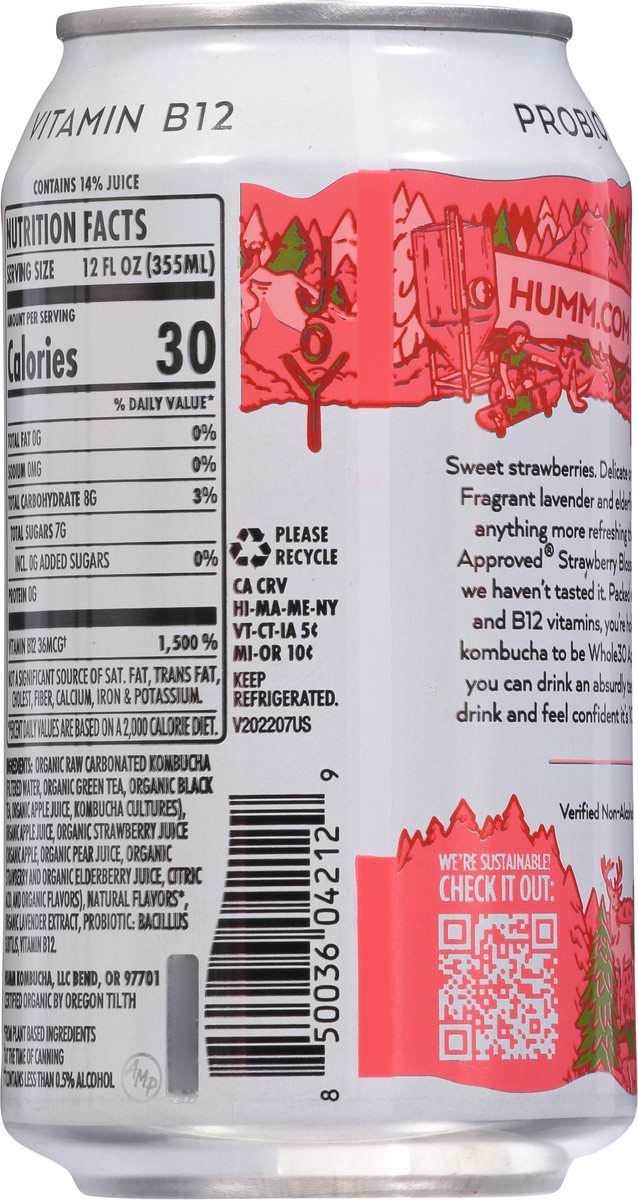 VITAMIN B12
PROBIO
CONTAINS 14% JUICE
NUTRITION FACTS
SERVING SIZE 12 FL OZ (355ML)
AMOUNT PER SERVING
Calories 30
% DAILY VALUE*
TOTAL FAT 0G 0%
SODIUM 0MG 0%
TOTAL CARBOHYDRATE 8G 3%
TOTAL SUGARS 7G
INCL. 0G ADDED SUGARS 0%
PROTEIN 0G
VITAMIN B12 36MCG‡ 1,500 %
NOT A SIGNIFICANT SOURCE OF SAT. FAT, TRANS FAT,
CHOLEST, FIBER, CALCIUM, IRON & POTASSIUM.
*PERCENT DAILY VALUES ARE BASED ON A 2,000 CALORIE DIET.
INGREDIENTS: ORGANIC RAW CARBONATED KOMBUCHA
(FILTERED WATER, ORGANIC GREEN TEA, ORGANIC BLACK
TEA, ORGANIC APPLE JUICE, KOMBUCHA CULTURES),
ORGANIC APPLE JUICE, ORGANIC STRAWBERRY JUICE
ORGANIC APPLE, ORGANIC PEAR JUICE, ORGANIC
STRAWBERRY AND ORGANIC ELDERBERRY JUICE, CITRIC
ACID, AND ORGANIC FLAVORS), NATURAL FLAVORS*,
ORGANIC LAVENDER EXTRACT, PROBIOTIC: BACILLUS
SUBTILIS, VITAMIN B12.
HUMM KOMBUCHA, LLC BEND, OR 97701
CERTIFIED ORGANIC BY OREGON TILTH
*FROM PLANT BASED INGREDIENTS
THE TIME OF CANNING
CONTAINS LESS THAN 0.5% ALCOHOL
AMP
PLEASE
RECYCLE
CA CRV
HI-MA-ME-NY
VT-CT-IA 5¢
MI-OR 10¢
KEEP
REFRIGERATED.
V202207US
8 50036 04212 9
JOY
HUMM.COM
Sweet strawberries. Delicate
Fragrant lavender and elderf
anything more refreshing th
Approved® Strawberry Bloss
we haven't tasted it. Packed
and B12 vitamins, you're ho
kombucha to be Whole30 A
you can drink an absurdly
drink and feel confident it's
Verified Non-Alcoho
WE'RE SUSTAINABLE!
CHECK IT OUT: